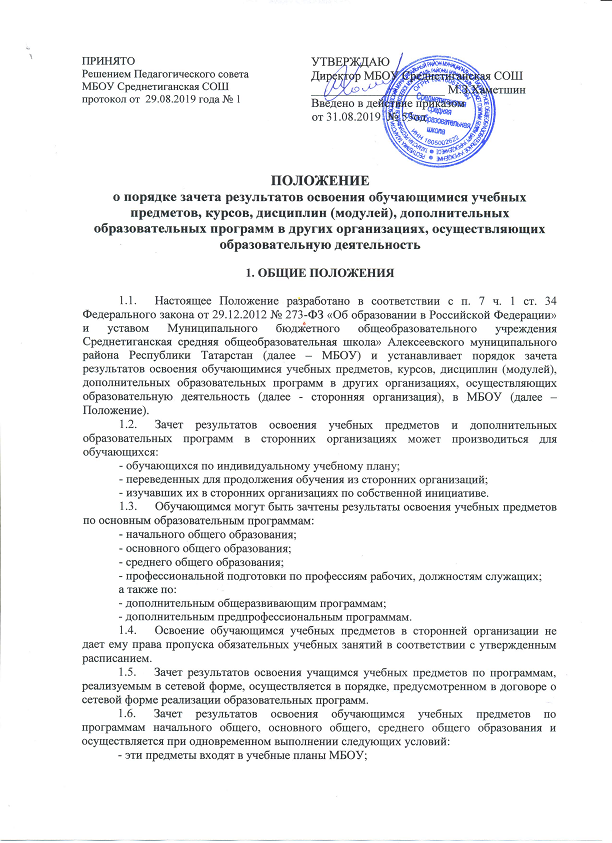 ПРИНЯТО
Решением Педагогического совета
МБОУ Среднетиганская СОШ
протокол от 29.08.2019 года № 1
УТВЕРЖДАЮ
Директор МБОУ Среднетиганская СОШ
М.З.Хаметшин
Введено в действие приказом
от 31.08.2019 №
Среднетиганская
средняя
общеобразовательная
школа
ПОЛОЖЕНИЕ
о порядке зачета результатов освоения обучающимися учебных
предметов, курсов, дисциплин (модулей), дополнительных
образовательных программ в других организациях, осуществляющих
образовательную деятельность
1. ОБЩИЕ ПОЛОЖЕНИЯ
1.1. Настоящее Положение разработано в соответствии с п. 7 ч. 1 ст. 34
Федерального закона от 29.12.2012 № 273-ФЗ «Об образовании в Российской Федерации»
и уставом Муниципального бюджетного общеобразовательного учреждения
Среднетиганская средняя общеобразовательная школа» Алексеевского муниципального
района Республики Татарстан (далее – МБОУ) и устанавливает порядок зачета
результатов освоения обучающимися учебных предметов, курсов, дисциплин (модулей),
дополнительных образовательных программ в других организациях, осуществляющих
образовательную деятельность (далее - сторонняя организация), в МБОУ (далее –
Положение).
1.2. Зачет результатов освоения учебных предметов и дополнительных
образовательных программ в сторонних организациях может производиться для
обучающихся:
- обучающихся по индивидуальному учебному плану;
- переведенных для продолжения обучения из сторонних организаций;
- изучавших их в сторонних организациях по собственной инициативе.
1.3. Обучающимся могут быть зачтены результаты освоения учебных предметов
по основным образовательным программам:
- начального общего образования;
- основного общего образования;
- среднего общего образования;
- профессиональной подготовки по профессиям рабочих, должностям служащих;
а также по:
- дополнительным общеразвивающим программам;
- дополнительным предпрофессиональным программам.
1.4. Освоение обучающимся учебных предметов в сторонней организации не
дает ему права пропуска обязательных учебных занятий в соответствии с утвержденным
расписанием.
1.5. Зачет результатов освоения учащимся учебных предметов по программам,
реализуемым в сетевой форме, осуществляется в порядке, предусмотренном в договоре о
сетевой форме реализации образовательных программ.
1.6. Зачет результатов освоения обучающимся учебных предметов по
программам начального общего, основного общего, среднего общего образования и
осуществляется при одновременном выполнении следующих условий:
- эти предметы входят в учебные планы МБОУ;